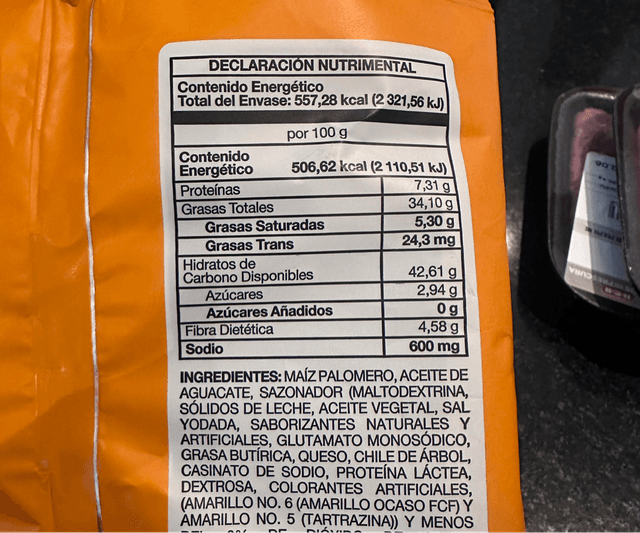 DECLARACIÓN NUTRIMENTAL
Contenido Energético
Total del Envase: 557,28 kcal (2 321,56 kJ)
por 100 g
Contenido
Energético 506,62 kcal (2 110,51 kJ)
Proteínas 7,31 g
Grasas Totales 34,10 g
Grasas Saturadas 5,30 g
Grasas Trans 24,3 mg
Hidratos de
Carbono Disponibles 42,61 g
Azúcares 2,94 g
Azúcares Añadidos 0 g
Fibra Dietética 4,58 g
Sodio 600 mg
INGREDIENTES: MAÍZ PALOMERO, ACEITE DE
AGUACATE, SAZONADOR (MALTODEXTRINA,
SÓLIDOS DE LECHE, ACEITE VEGETAL, SAL
YODADA, SABORIZANTES NATURALES Y
ARTIFICIALES, GLUTAMATO MONOSÓDICO,
GRASA BUTÍRICA, QUESO, CHILE DE ÁRBOL,
CASINATO DE SODIO, PROTEÍNA LÁCTEA,
DEXTROSA, COLORANTES ARTIFICIALES,
(AMARILLO NO. 6 (AMARILLO OCASO FCF) Y
AMARILLO NO. 5 (TARTRAZINA)) Y MENOS